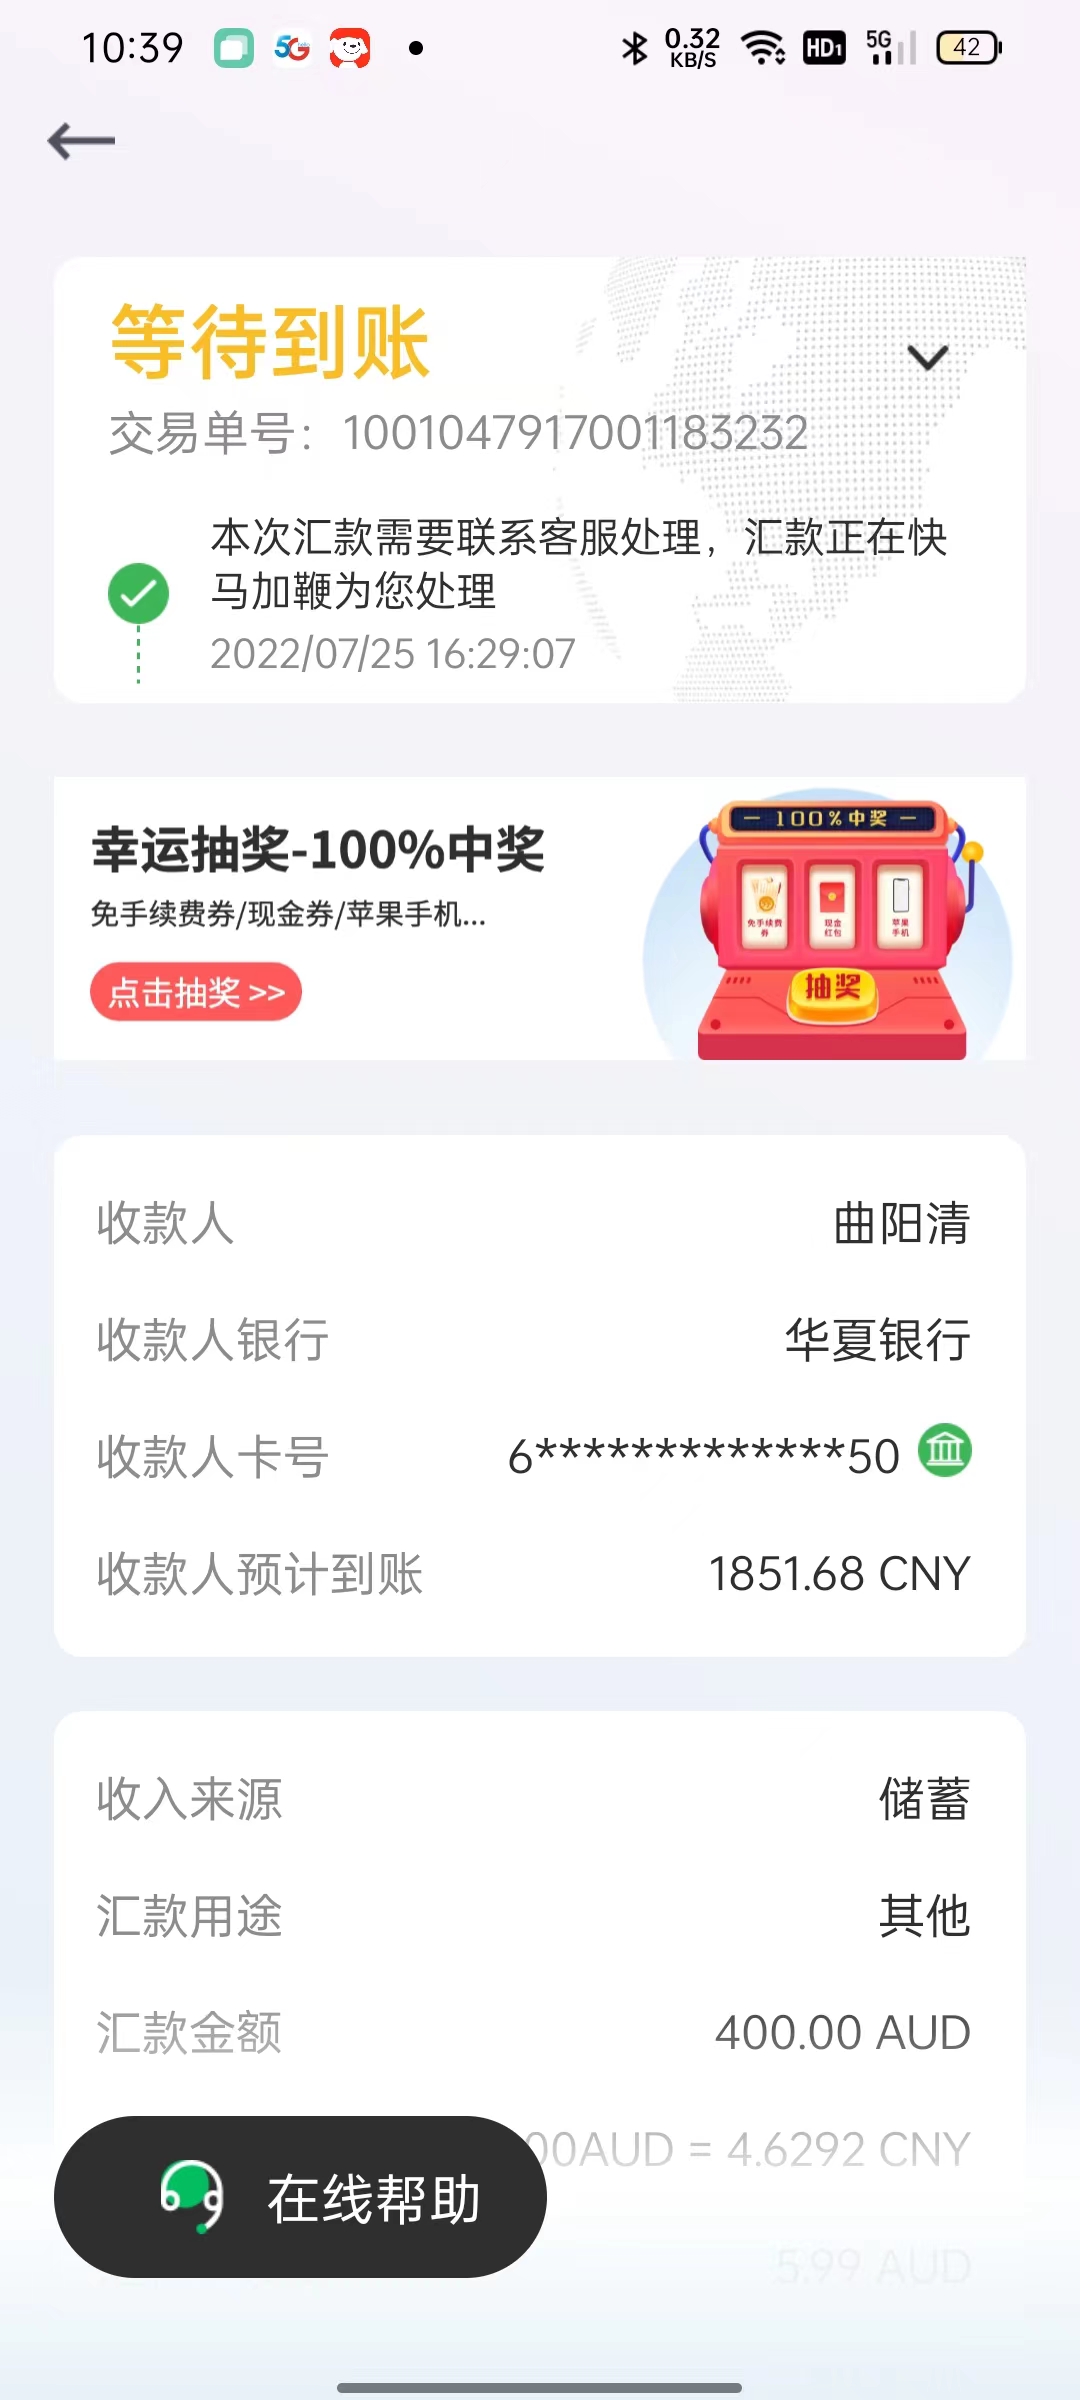 10:39
0.32
KB/S
HD1
5G
42
等待到账
交易单号：1001047917001183232
本次汇款需要联系客服处理，汇款正在快
马加鞭为您处理
2022/07/25 16:29:07
幸运抽奖-100%中奖
免手续费券/现金券/苹果手机...
点击抽奖 >>
100%中奖
免手续费
券
现金
红包
苹果
手机
抽奖
收款人
曲阳清
收款人银行
华夏银行
收款人卡号
6*************50
收款人预计到账
1851.68 CNY
收入来源
储蓄
汇款用途
其他
汇款金额
400.00 AUD
00AUD = 4.6292 CNY
在线帮助
5.99 AUD